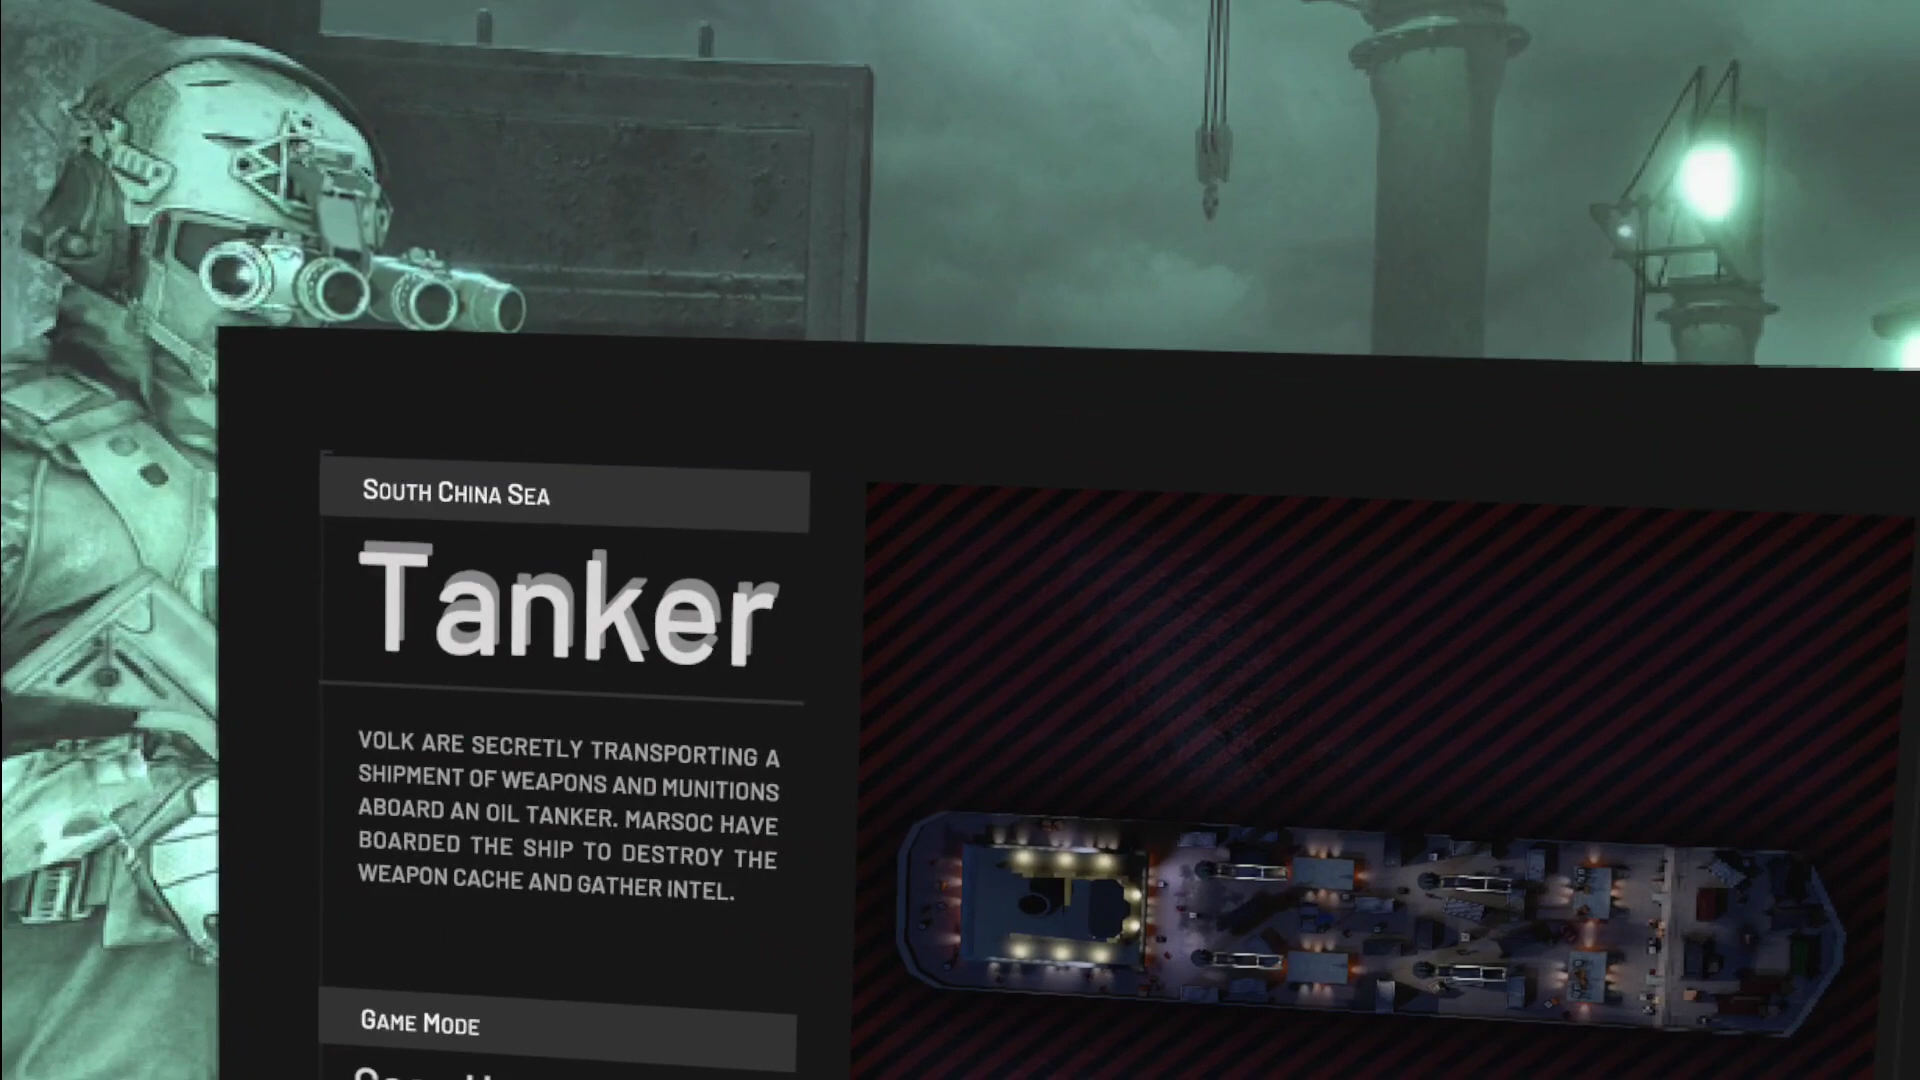 South China Sea
Tanker
VOLK ARE SECRETLY TRANSPORTING A
SHIPMENT OF WEAPONS AND MUNITIONS
ABOARD AN OIL TANKER. MARSOC HAVE
BOARDED THE SHIP TO DESTROY THE
WEAPON CACHE AND GATHER INTEL.
Game Mode